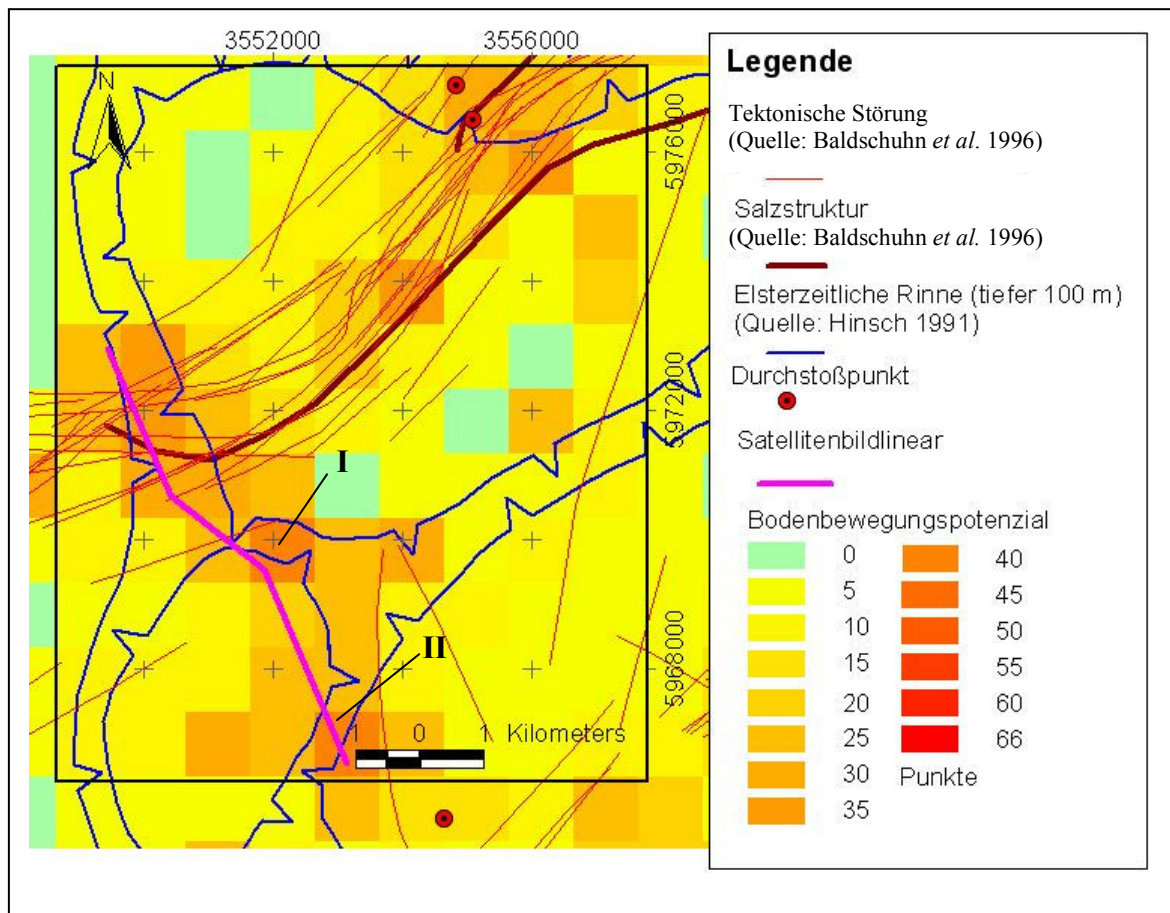 3552000 3556000
N
5976000
5972000
5968000
I
II
1 0 1 Kilometers
Legende
Tektonische Störung
(Quelle: Baldschuhn et al. 1996)
Salzstruktur
(Quelle: Baldschuhn et al. 1996)
Elsterzeitliche Rinne (tiefer 100 m)
(Quelle: Hinsch 1991)
Durchstoßpunkt
Satellitenbildlinear
Bodenbewegungspotenzial
0 40
5 45
10 50
15 55
20 60
25 66
30 Punkte
35